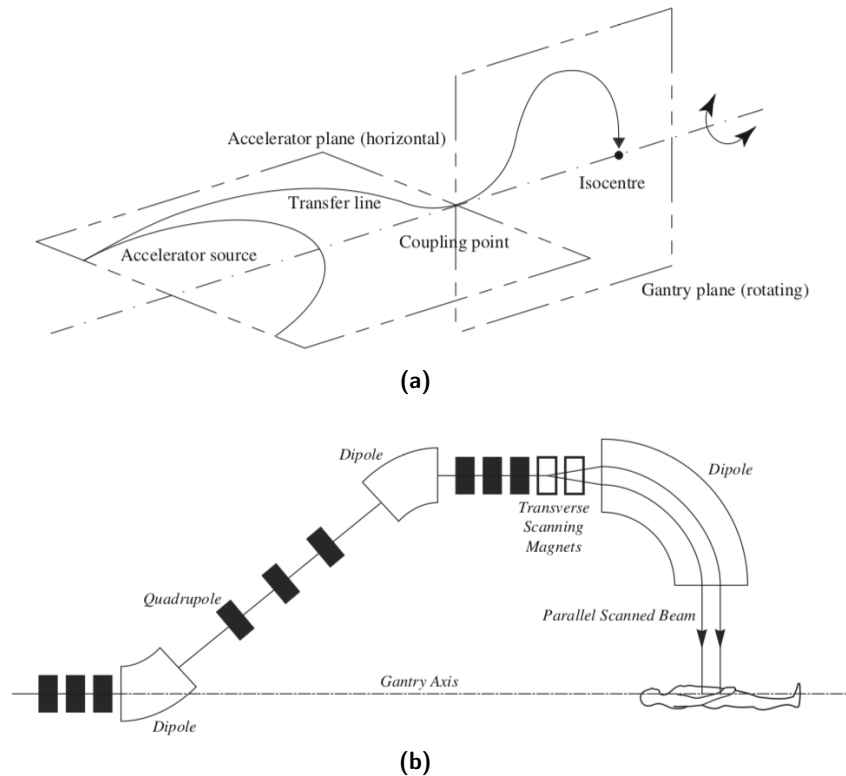 Accelerator plane (horizontal)
Transfer line
Isocentre
Accelerator source
Coupling point
Gantry plane (rotating)
(a)
Dipole
Dipole
Transverse
Scanning
Magnets
Quadrupole
Parallel Scanned Beam
Gantry Axis
Dipole
(b)